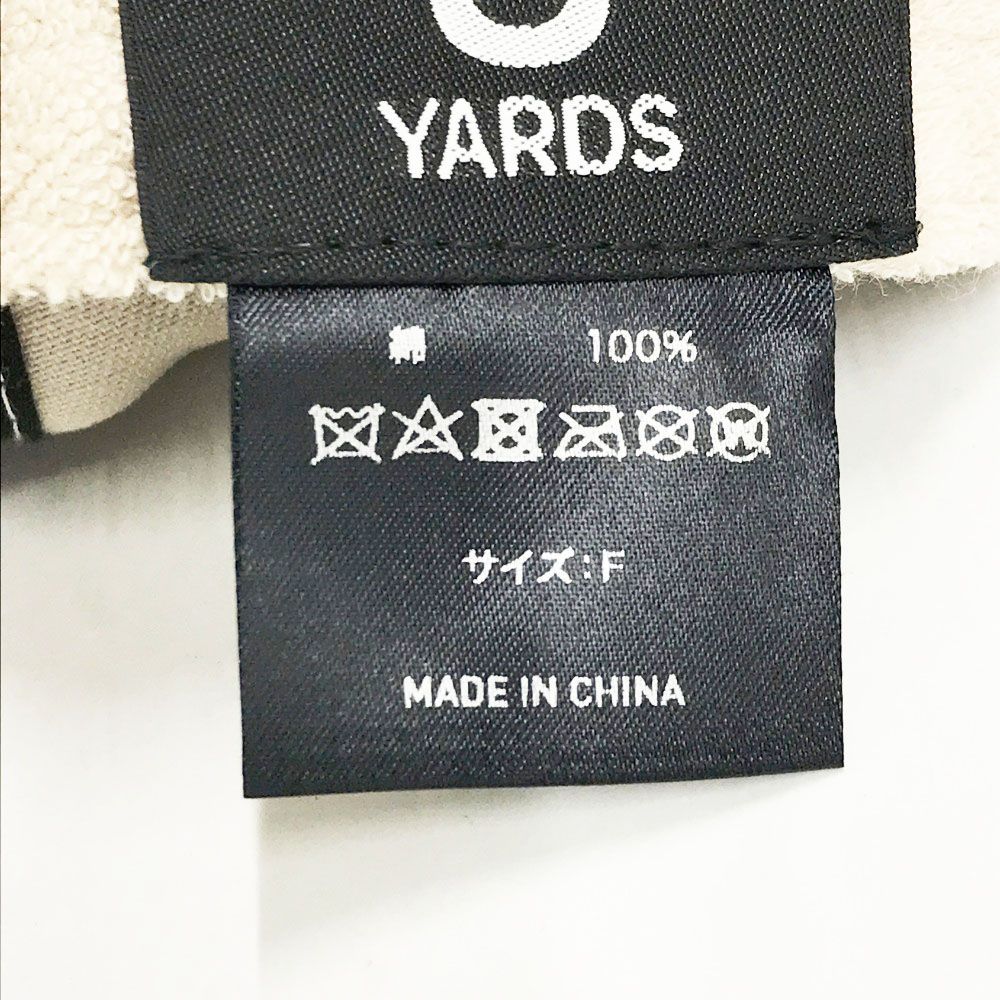 YARDS
綿 100%
サイズ:F
MADE IN CHINA